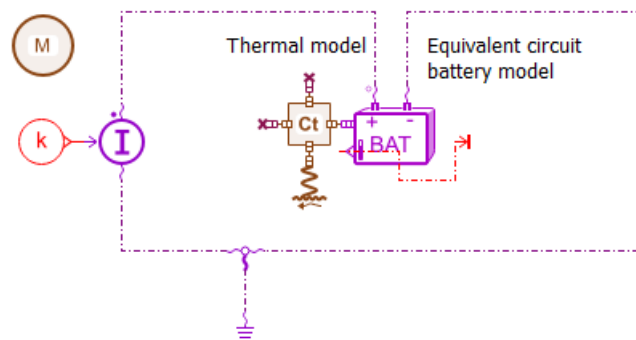 M
Thermal model
Equivalent circuit
battery model
k
I
Ct
+ -
BAT